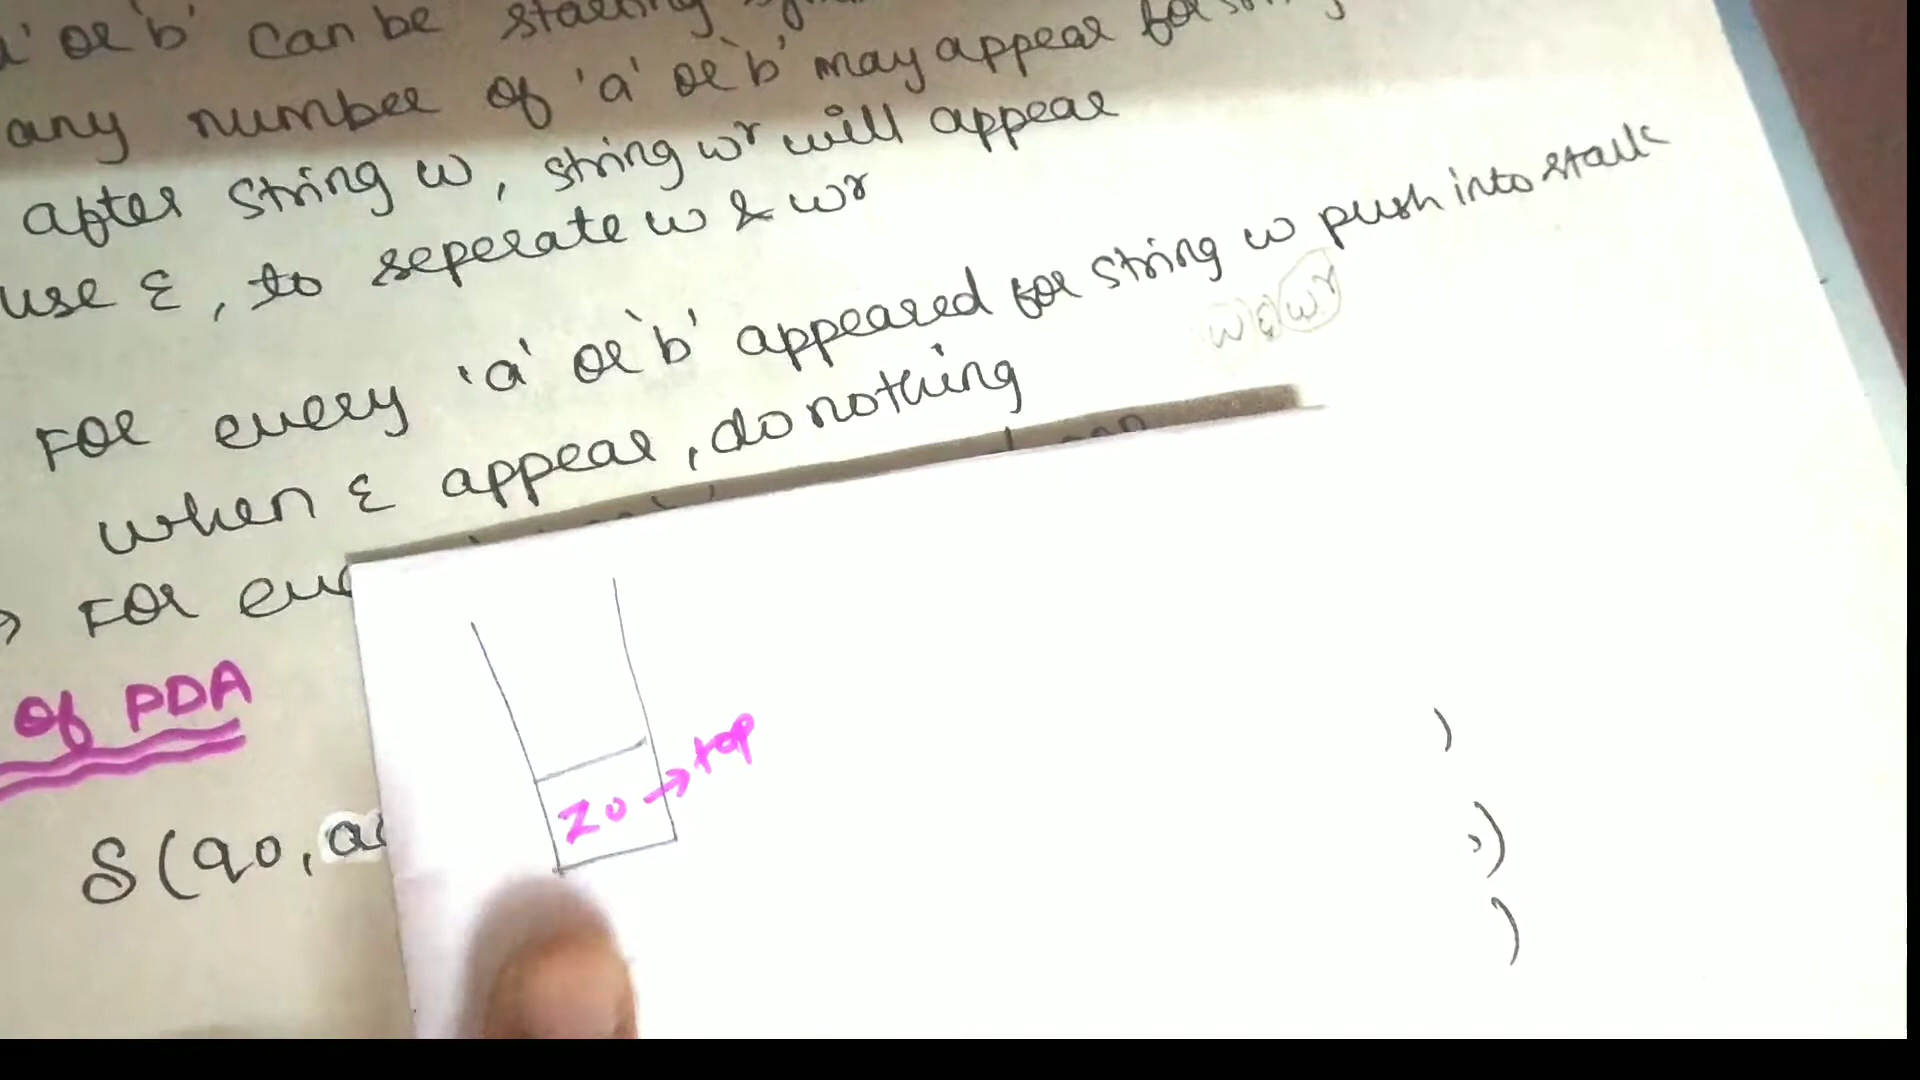 'a' or 'b' can be
any number of 'a' or 'b' may appear for
after string w, string wʳ will appear
use ε, to seperate w & wʳ
For every 'a' or 'b' appeared for string w push into stack
w ε wʳ
when ε appear, do nothing
For
of PDA
Z0 → top
δ(q0, a
)
,)
)